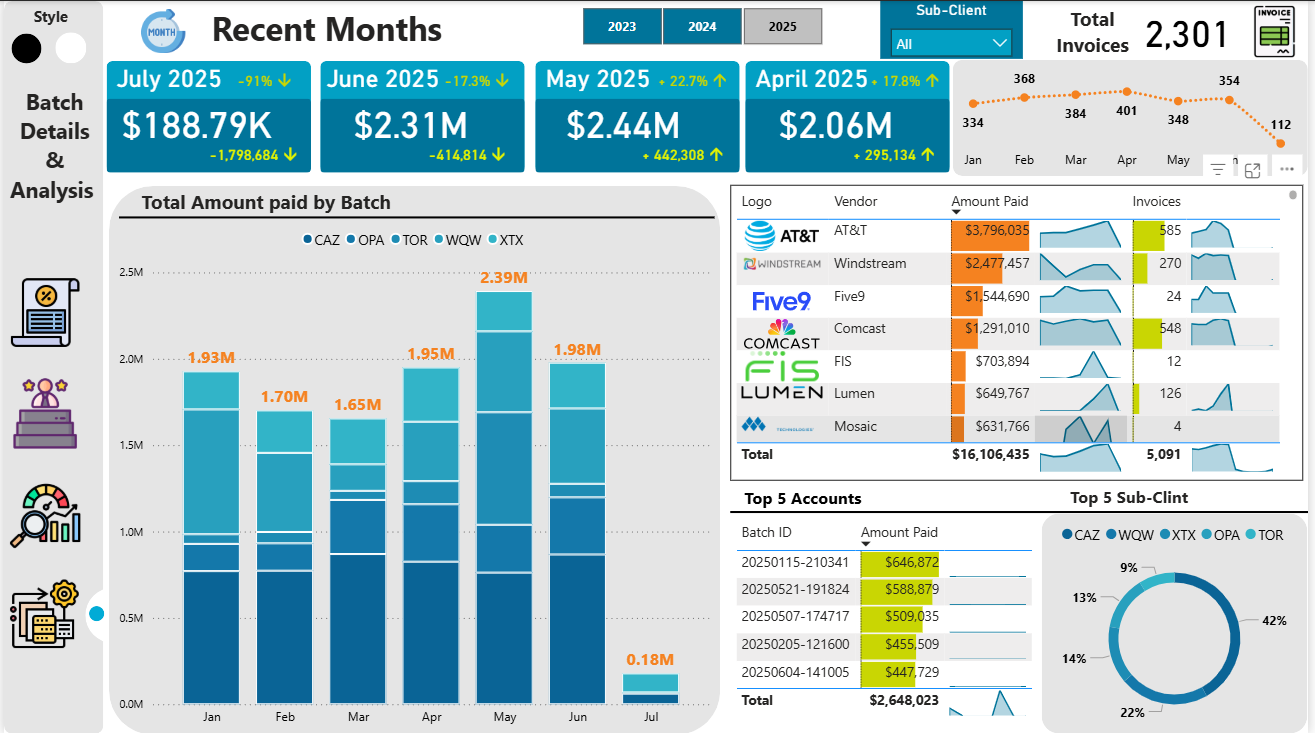 Style
Batch
Details
&
Analysis
MONTH
Recent Months
2023
2024
2025
Sub-Client
All
Total
Invoices
2,301
INVOICE
July 2025 -91%
$188.79K
-1,798,684
June 2025 -17.3%
$2.31M
-414,814
May 2025 + 22.7%
$2.44M
+ 442,308
April 2025 + 17.8%
$2.06M
+ 295,134
334 368 384 401 348 354 112
Jan Feb Mar Apr May
Total Amount paid by Batch
CAZ OPA TOR WQW XTX
2.5M
2.0M
1.5M
1.0M
0.5M
0.0M
1.93M
1.70M
1.65M
1.95M
2.39M
1.98M
0.18M
Jan Feb Mar Apr May Jun Jul
Logo Vendor Amount Paid Invoices
AT&T AT&T $3,796,035 585
WINDSTREAM Windstream $2,477,457 270
Five9 Five9 $1,544,690 24
COMCAST Comcast $1,291,010 548
FIS FIS $703,894 12
LUMEN Lumen $649,767 126
Mosaic $631,766 4
Total $16,106,435 5,091
Top 5 Accounts
Batch ID Amount Paid
20250115-210341 $646,872
20250521-191824 $588,879
20250507-174717 $509,035
20250205-121600 $455,509
20250604-141005 $447,729
Total $2,648,023
Top 5 Sub-Clint
CAZ WQW XTX OPA TOR
9%
13%
14%
22%
42%